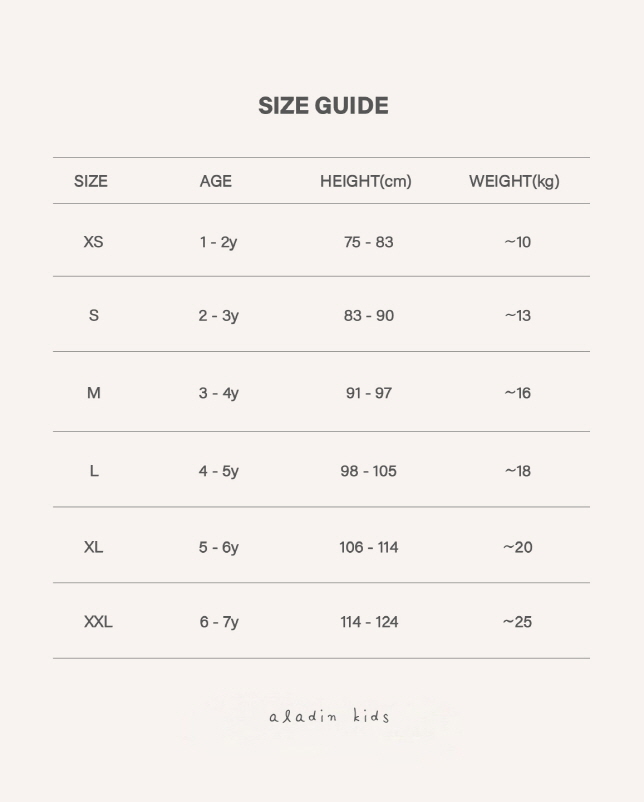 SIZE GUIDE
SIZE AGE HEIGHT(cm) WEIGHT(kg)
XS 1 - 2y 75 - 83 ~10
S 2 - 3y 83 - 90 ~13
M 3 - 4y 91 - 97 ~16
L 4 - 5y 98 - 105 ~18
XL 5 - 6y 106 - 114 ~20
XXL 6 - 7y 114 - 124 ~25
aladin kids